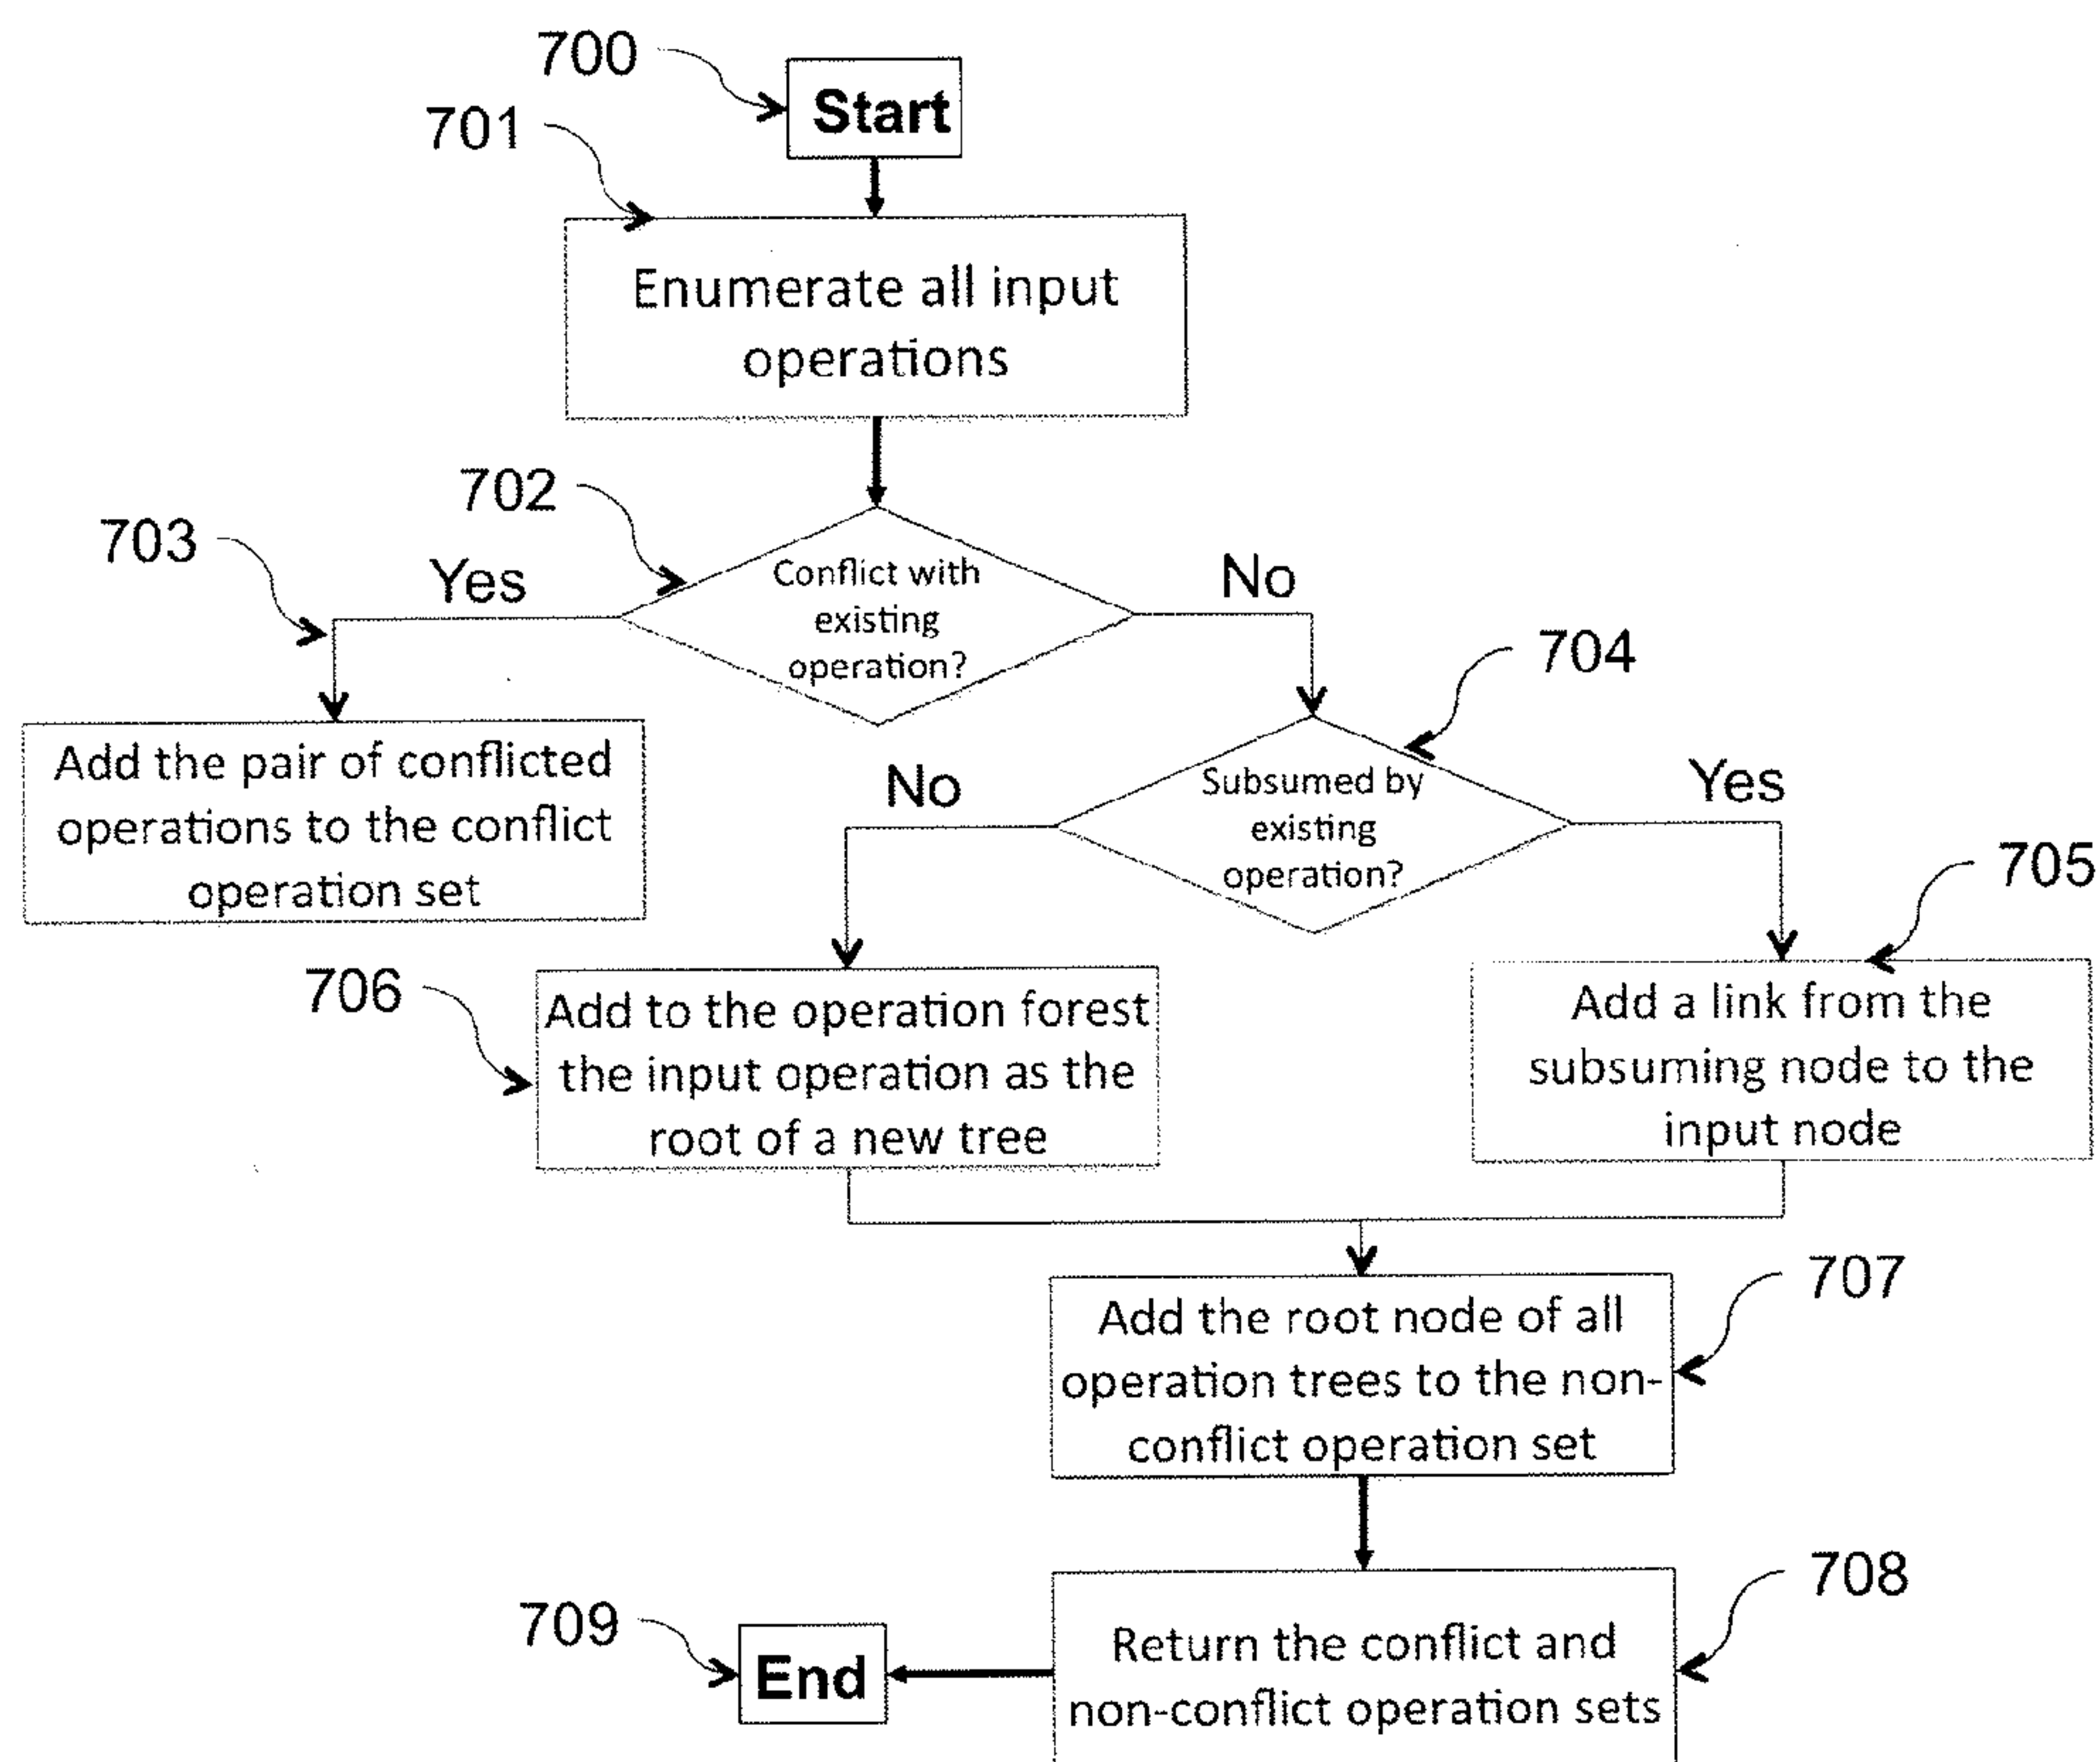 700
Start
701
Enumerate all input
operations
702
703
Yes
Conflict with
existing
operation?
No
704
Add the pair of conflicted
operations to the conflict
operation set
No
Subsumed by
existing
operation?
Yes
705
706
Add to the operation forest
the input operation as the
root of a new tree
Add a link from the
subsuming node to the
input node
707
Add the root node of all
operation trees to the non-
conflict operation set
708
709
End
Return the conflict and
non-conflict operation sets